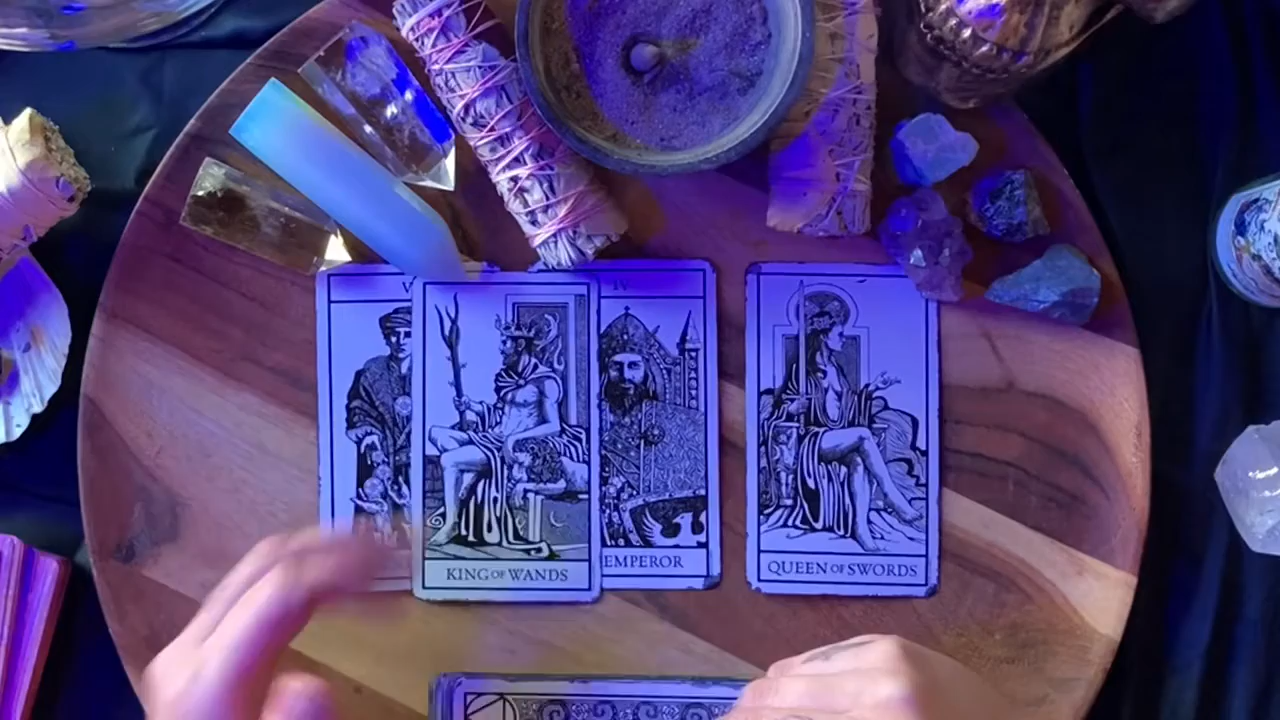 V
IV
KING OF WANDS
EMPEROR
QUEEN OF SWORDS